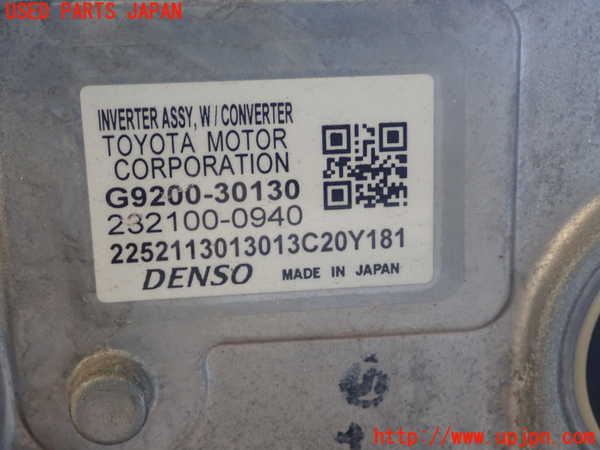 USED PARTS JAPAN
INVERTER ASSY, W / CONVERTER
TOYOTA MOTOR
CORPORATION
G9200-30130
232100-0940
2252113013013C20Y181
DENSO MADE IN JAPAN
http://www.upjpn.com/